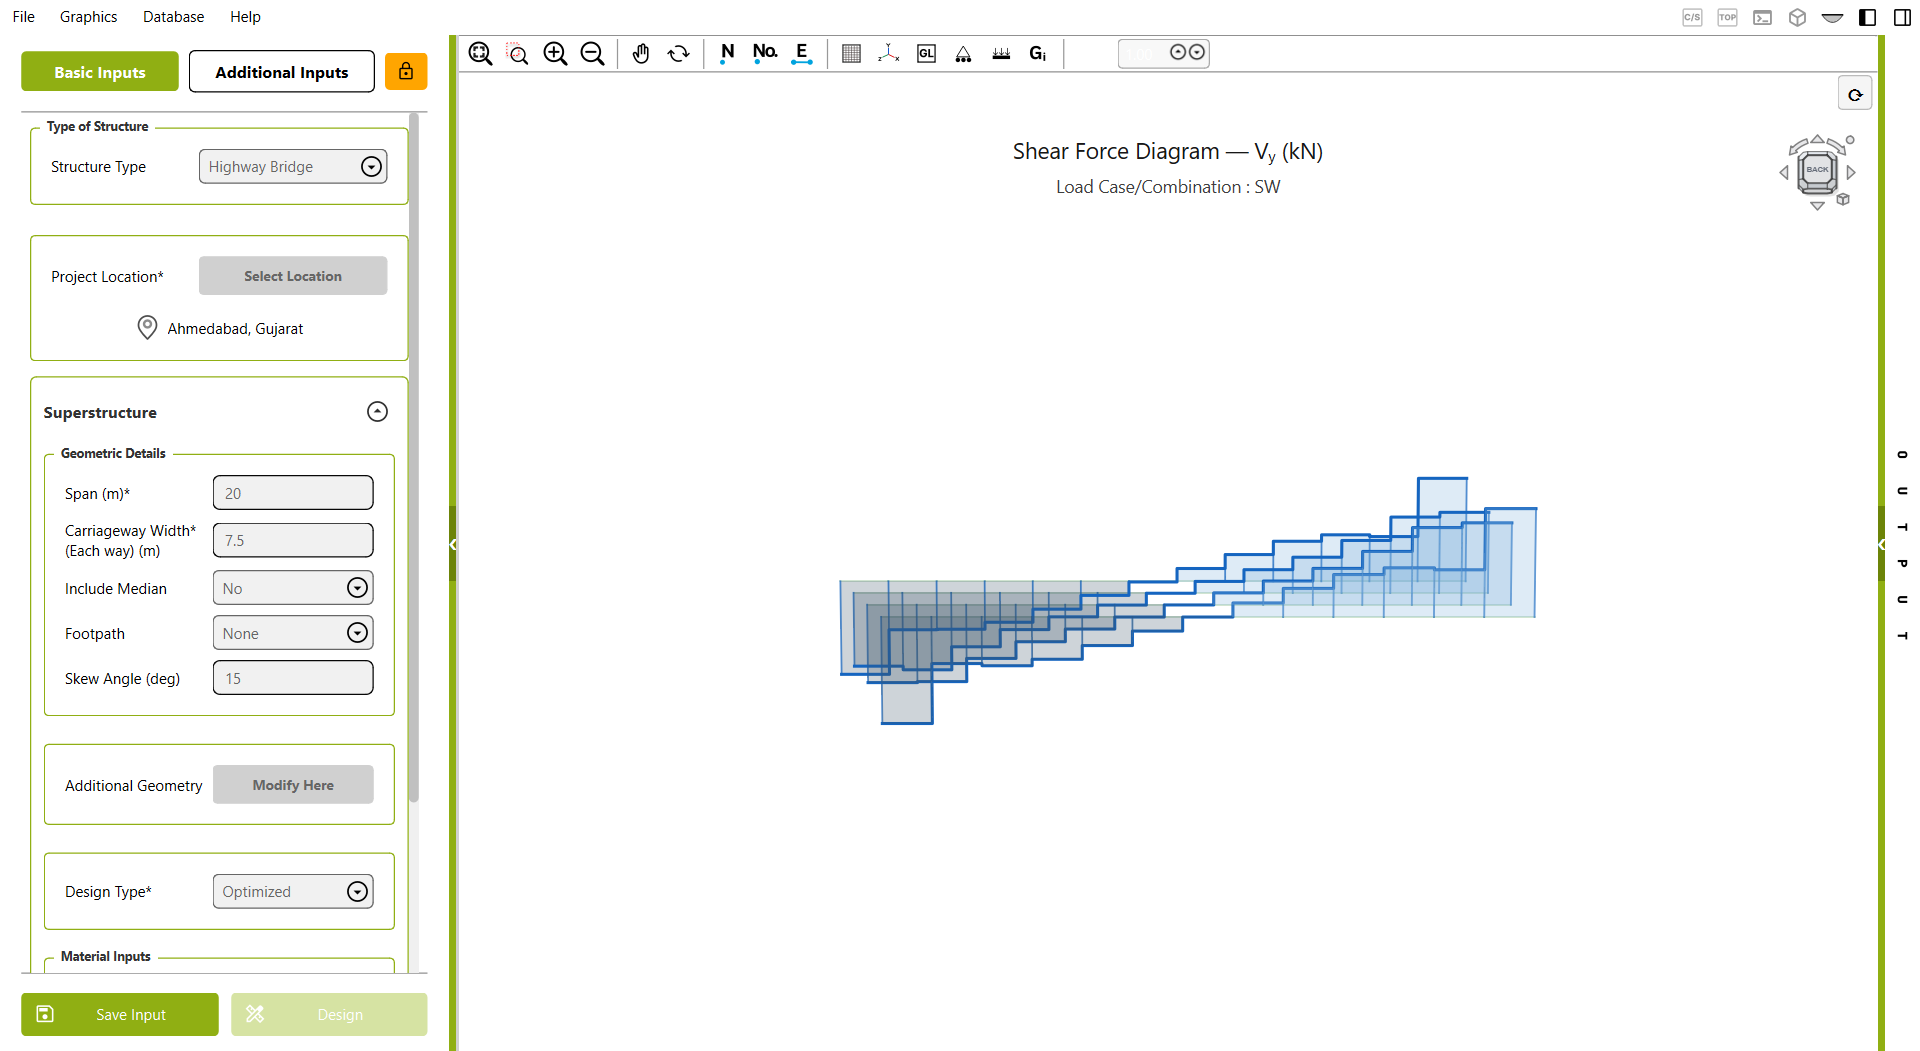 File Graphics Database Help
C/S TOP
Basic Inputs Additional Inputs
N No. E GL Gi
Type of Structure
Structure Type Highway Bridge
Project Location* Select Location
Ahmedabad, Gujarat
Superstructure
Geometric Details
Span (m)* 20
Carriageway Width* 7.5
(Each way) (m)
Include Median No
Footpath None
Skew Angle (deg) 15
Additional Geometry Modify Here
Design Type* Optimized
Material Inputs
Save Input Design
Shear Force Diagram — Vy (kN)
Load Case/Combination : SW
Y
Z X
BACK
OUTPUT